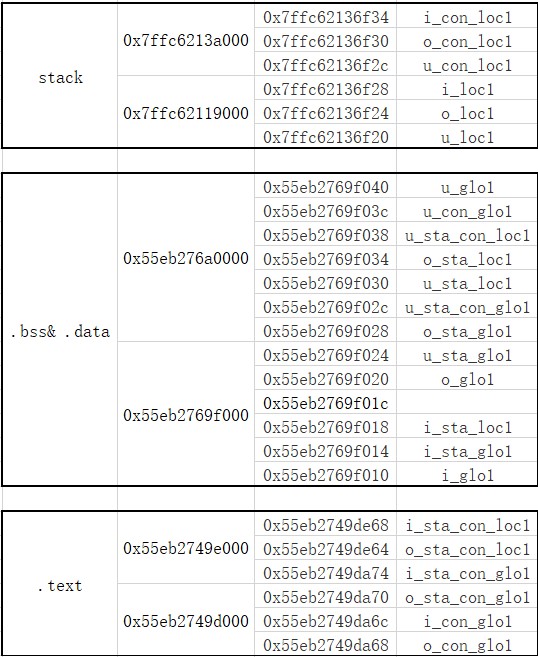 0x7ffc62136f34 i_con_loc1
0x7ffc6213a000 0x7ffc62136f30 o_con_loc1
0x7ffc62136f2c u_con_loc1
stack
0x7ffc62136f28 i_loc1
0x7ffc62119000 0x7ffc62136f24 o_loc1
0x7ffc62136f20 u_loc1
0x55eb2769f040 u_glo1
0x55eb2769f03c u_con_glo1
0x55eb2769f038 u_sta_con_loc1
0x55eb276a0000 0x55eb2769f034 o_sta_loc1
0x55eb2769f030 u_sta_loc1
0x55eb2769f02c u_sta_con_glo1
.bss& .data 0x55eb2769f028 o_sta_glo1
0x55eb2769f024 u_sta_glo1
0x55eb2769f020 o_glo1
0x55eb2769f000 0x55eb2769f01c
0x55eb2769f018 i_sta_loc1
0x55eb2769f014 i_sta_glo1
0x55eb2769f010 i_glo1
0x55eb2749de68 i_sta_con_loc1
0x55eb2749e000 0x55eb2749de64 o_sta_con_loc1
0x55eb2749da74 i_sta_con_glo1
.text
0x55eb2749da70 o_sta_con_glo1
0x55eb2749d000 0x55eb2749da6c i_con_glo1
0x55eb2749da68 o_con_glo1